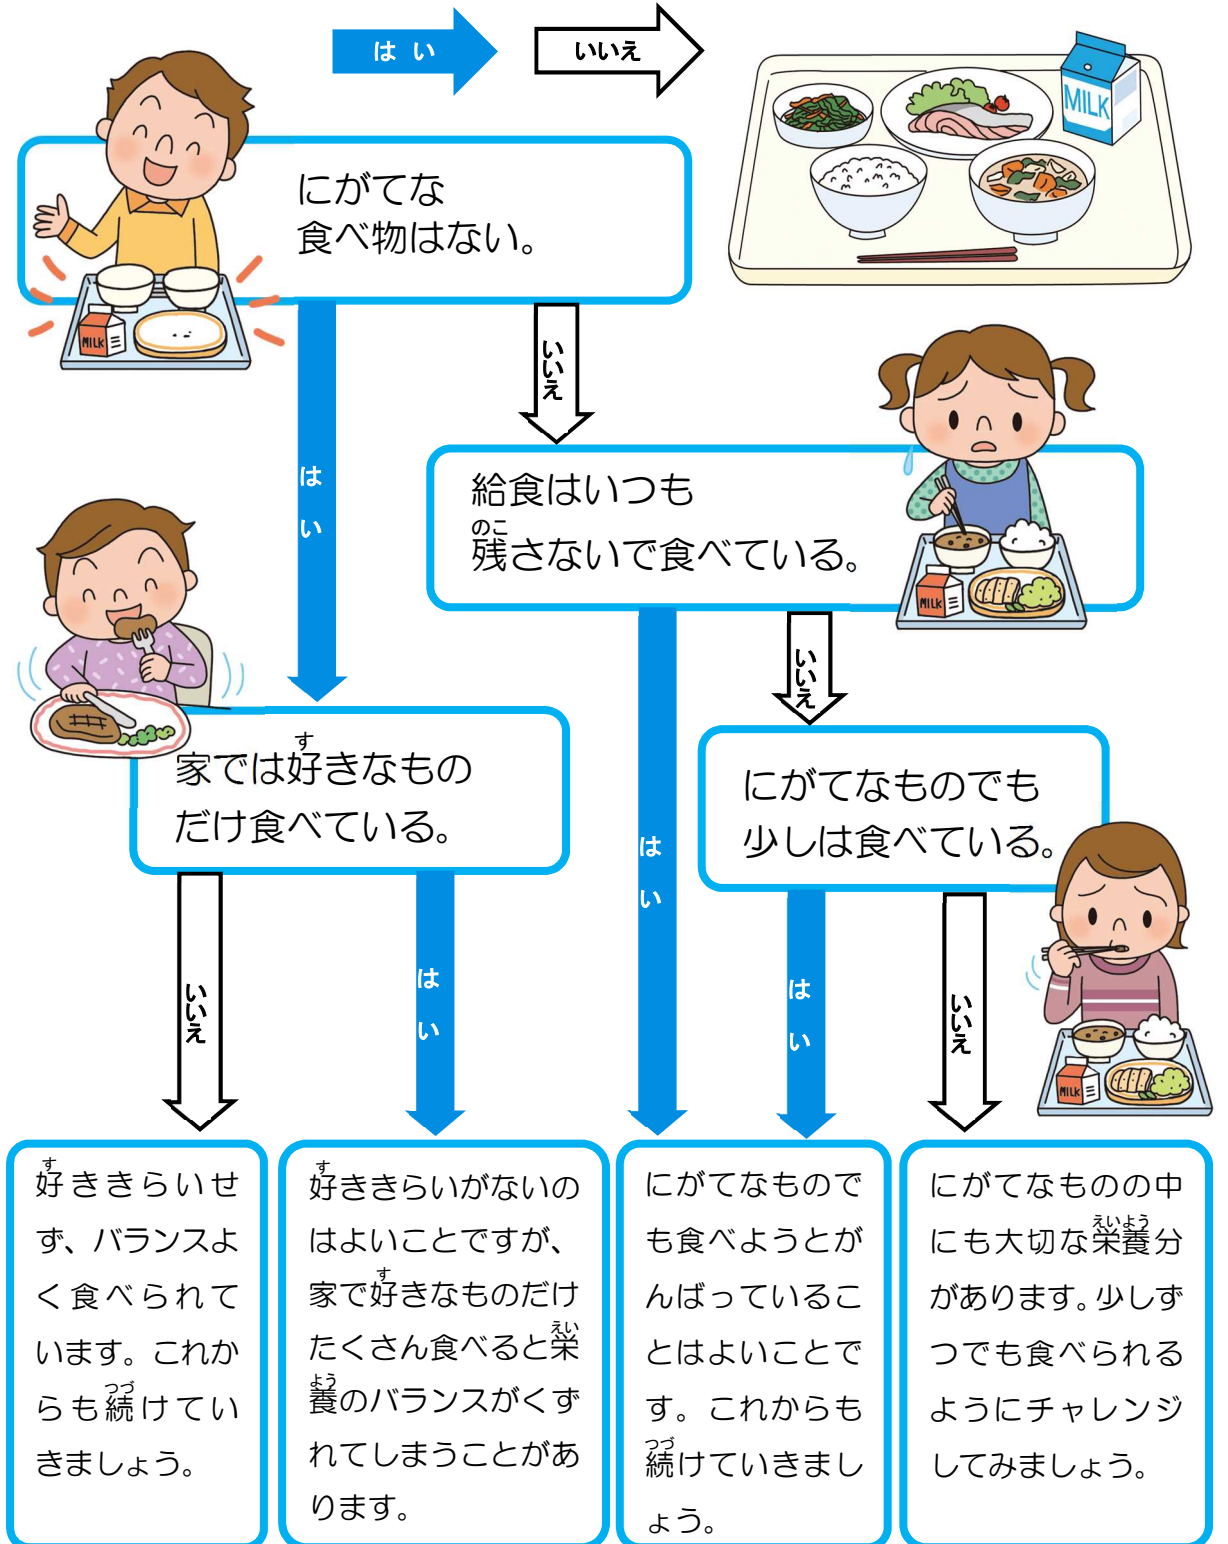 はい
いいえ
MILK
にがてな
食べ物はない。
MILK
はい
いいえ
給食はいつも
残さないで食べている。
のこ
MILK
はい
いいえ
家では好きなもの
す
だけ食べている。
にがてなものでも
少しは食べている。
いいえ
はい
はい
いいえ
MILK
好ききらいせ
す
ず、バランスよ
く食べられて
います。これか
らも続けてい
つづ
きましょう。
好ききらいがないの
す
はよいことですが、
家で好きなものだけ
す
たくさん食べると栄
えい
養のバランスがくず
よう
れてしまうことがあ
ります。
にがてなもので
も食べようとが
んばっているこ
とはよいことで
す。これからも
続けていきまし
つづ
ょう。
にがてなものの中
にも大切な栄養分
えいよう
があります。少しず
つでも食べられる
ようにチャレンジ
してみましょう。